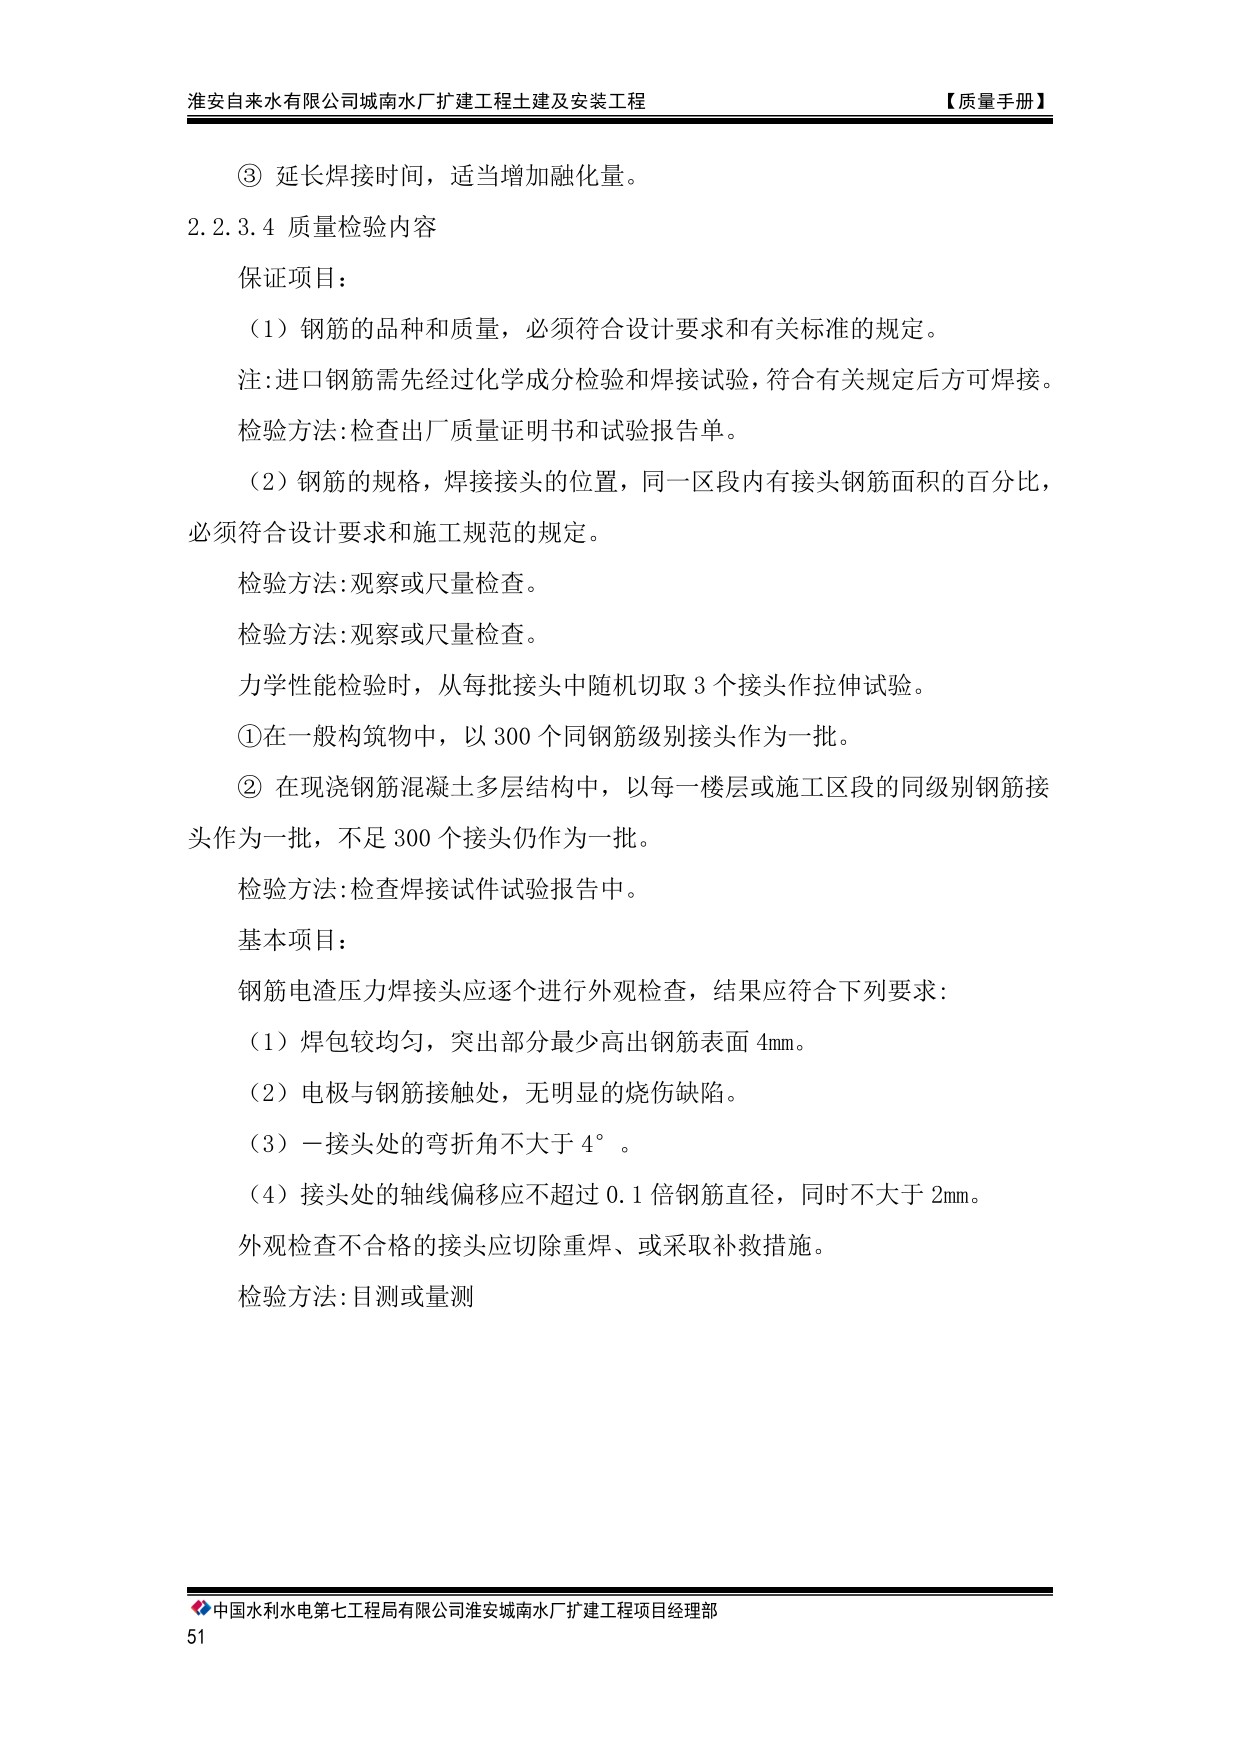 淮安自来水有限公司城南水厂扩建工程土建及安装工程 【质量手册】
③ 延长焊接时间，适当增加融化量。
2.2.3.4 质量检验内容
保证项目：
（1）钢筋的品种和质量，必须符合设计要求和有关标准的规定。
注:进口钢筋需先经过化学成分检验和焊接试验,符合有关规定后方可焊接。
检验方法:检查出厂质量证明书和试验报告单。
（2）钢筋的规格，焊接接头的位置，同一区段内有接头钢筋面积的百分比，
必须符合设计要求和施工规范的规定。
检验方法:观察或尺量检查。
检验方法:观察或尺量检查。
力学性能检验时，从每批接头中随机切取 3 个接头作拉伸试验。
①在一般构筑物中，以 300 个同钢筋级别接头作为一批。
② 在现浇钢筋混凝土多层结构中，以每一楼层或施工区段的同级别钢筋接
头作为一批，不足 300 个接头仍作为一批。
检验方法:检查焊接试件试验报告中。
基本项目：
钢筋电渣压力焊接头应逐个进行外观检查，结果应符合下列要求:
（1）焊包较均匀，突出部分最少高出钢筋表面 4mm。
（2）电极与钢筋接触处，无明显的烧伤缺陷。
（3）－接头处的弯折角不大于 4°。
（4）接头处的轴线偏移应不超过 0.1 倍钢筋直径，同时不大于 2mm。
外观检查不合格的接头应切除重焊、或采取补救措施。
检验方法:目测或量测
中国水利水电第七工程局有限公司淮安城南水厂扩建工程项目经理部
51